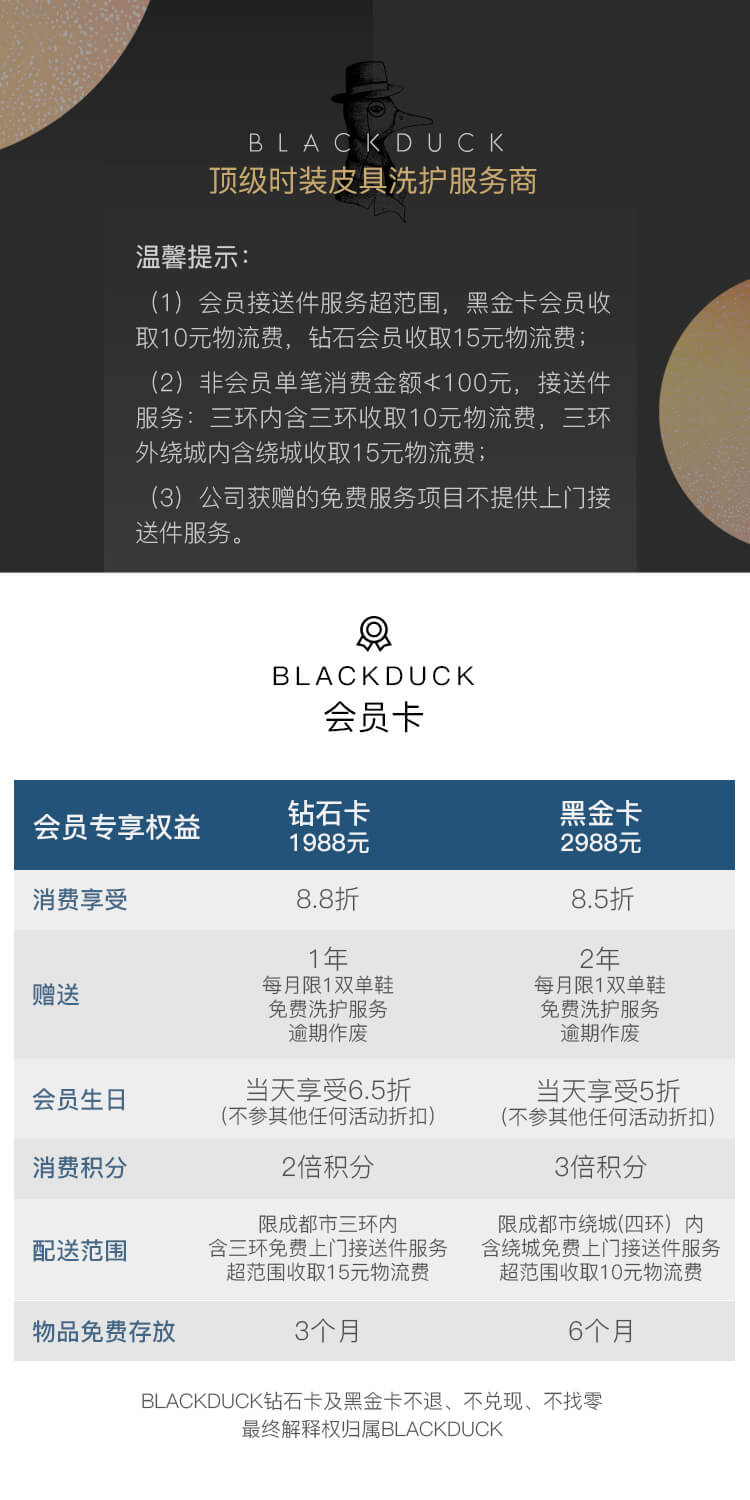 BLACKDUCK
顶级时装皮具洗护服务商
温馨提示：
（1）会员接送件服务超范围，黑金卡会员收
取10元物流费，钻石会员收取15元物流费；
（2）非会员单笔消费金额≮100元，接送件
服务：三环内含三环收取10元物流费，三环
外绕城内含绕城收取15元物流费；
（3）公司获赠的免费服务项目不提供上门接
送件服务。
BLACKDUCK
会员卡
会员专享权益 钻石卡 黑金卡
1988元 2988元
消费享受 8.8折 8.5折
赠送 1年 2年
每月限1双单鞋 每月限1双单鞋
免费洗护服务 免费洗护服务
逾期作废 逾期作废
会员生日 当天享受6.5折 当天享受5折
（不参其他任何活动折扣） （不参其他任何活动折扣）
消费积分 2倍积分 3倍积分
配送范围 限成都市三环内 限成都市绕城(四环）内
含三环免费上门接送件服务 含绕城免费上门接送件服务
超范围收取15元物流费 超范围收取10元物流费
物品免费存放 3个月 6个月
BLACKDUCK钻石卡及黑金卡不退、不兑现、不找零
最终解释权归属BLACKDUCK